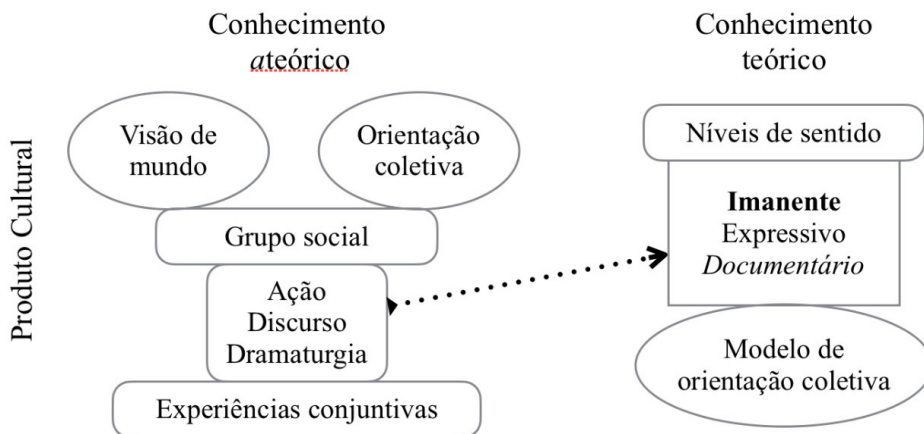 Conhecimento
ateórico
Conhecimento
teórico
Produto Cultural
Visão de
mundo
Orientação
coletiva
Grupo social
Ação
Discurso
Dramaturgia
Experiências conjuntivas
Níveis de sentido
Imanente
Expressivo
Documentário
Modelo de
orientação coletiva